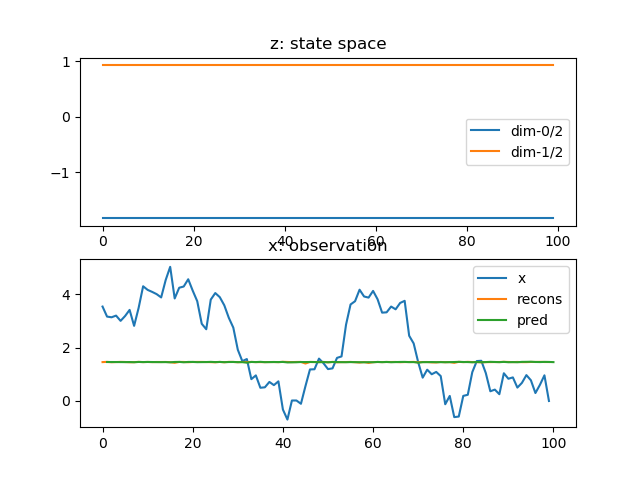 z: state space
1
0
−1
dim-0/2
dim-1/2
0 20 40 60 80 100
x: observation
4
2
0
x
recons
pred
0 20 40 60 80 100